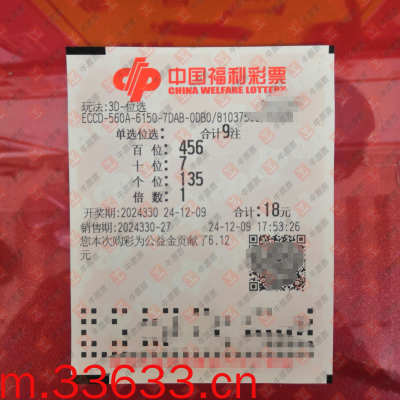 中国福利彩票
CHINA WELFARE LOTTERY
玩法:3D-位选
ECCD-560A-6150-7DAB-0DB0/81037
单选位选: 合计9注
百 位: 456
十 位: 7
个 位: 135
倍 数: 1
开奖期:2024330 24-12-09 合计:18元
销售期:2024330-27 24-12-09 17:53:26
您本次购彩为公益金贡献了6.12
元
m.33633.cn